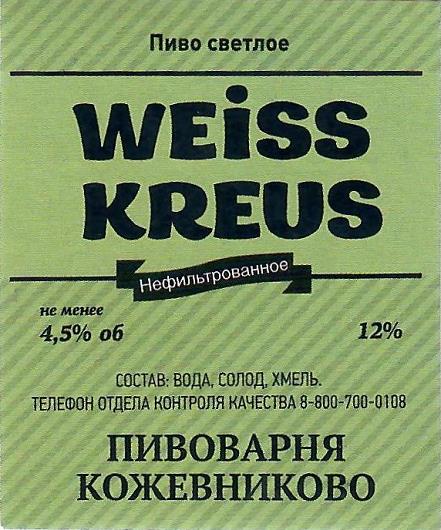 Пиво светлое
WEiSS
KREUS
Нефильтрованное
не менее
4,5% об
12%
СОСТАВ: ВОДА, СОЛОД, ХМЕЛЬ.
ТЕЛЕФОН ОТДЕЛА КОНТРОЛЯ КАЧЕСТВА 8-800-700-0108
ПИВОВАРНЯ
КОЖЕВНИКОВО